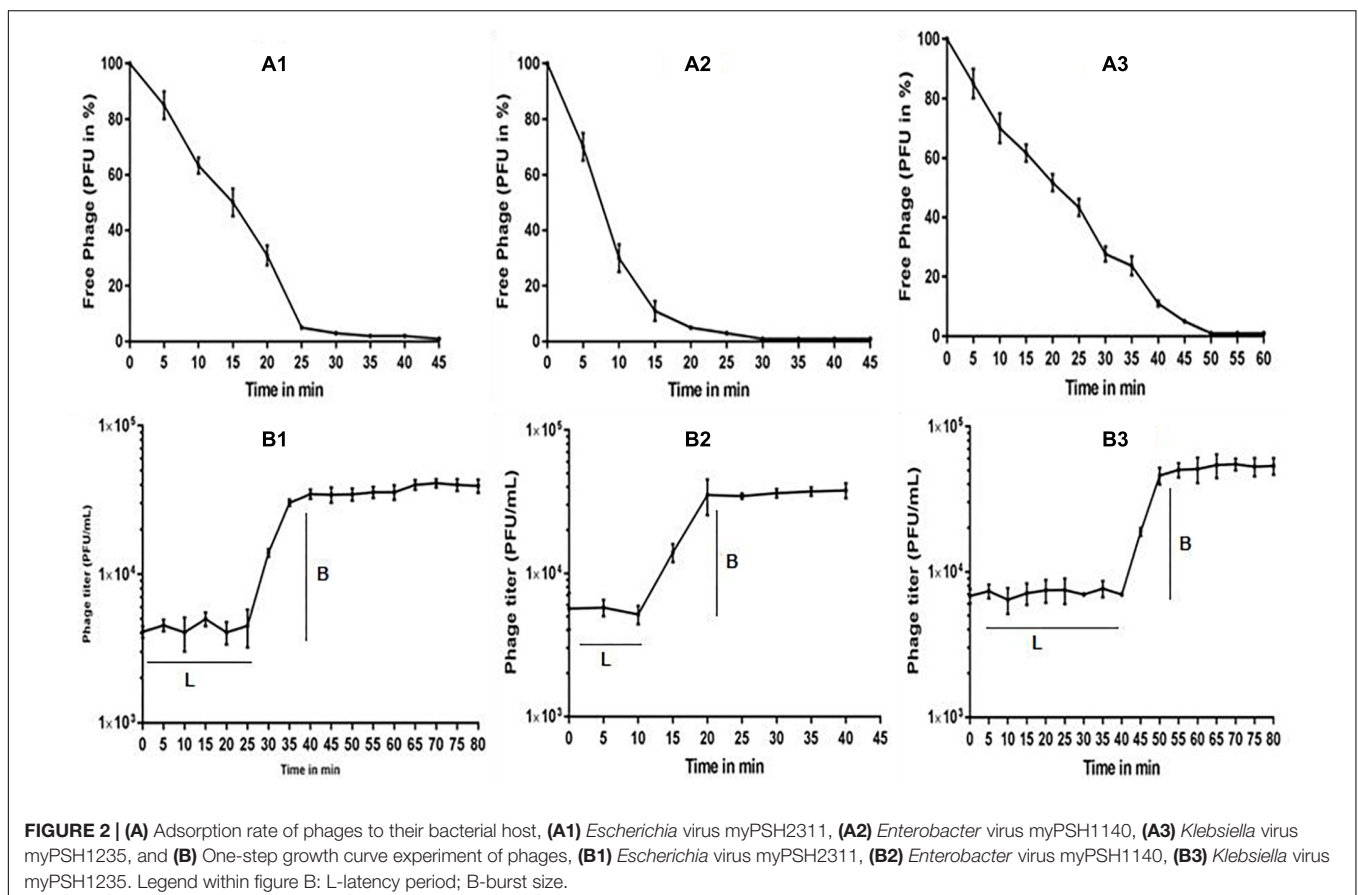 A1
Free Phage (PFU in %)
100
80
60
40
20
0
0 5 10 15 20 25 30 35 40 45
Time in min
A2
Free Phage (PFU in %)
100
80
60
40
20
0
0 5 10 15 20 25 30 35 40 45
Time in min
A3
Free Phage (PFU in %)
100
80
60
40
20
0
0 5 10 15 20 25 30 35 40 45 50 55 60
Time in min
B1
Phage titer (PFU/mL)
1×10⁵
1×10⁴
1×10³
B
L
0 5 10 15 20 25 30 35 40 45 50 55 60 65 70 75 80
Time in min
B2
Phage titer (PFU/mL)
1×10⁵
1×10⁴
1×10³
B
L
0 5 10 15 20 25 30 35 40 45
Time in min
B3
Phage titer (PFU/mL)
1×10⁵
1×10⁴
1×10³
B
L
0 5 10 15 20 25 30 35 40 45 50 55 60 65 70 75 80
Time in min
FIGURE 2 | (A) Adsorption rate of phages to their bacterial host, (A1) Escherichia virus myPSH2311, (A2) Enterobacter virus myPSH1140, (A3) Klebsiella virus
myPSH1235, and (B) One-step growth curve experiment of phages, (B1) Escherichia virus myPSH2311, (B2) Enterobacter virus myPSH1140, (B3) Klebsiella virus
myPSH1235. Legend within figure B: L-latency period; B-burst size.